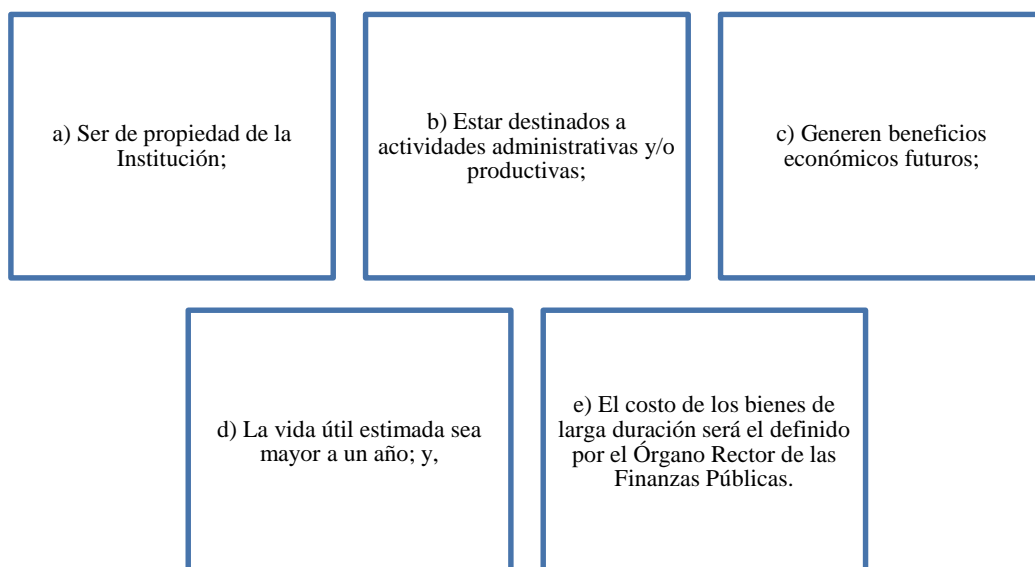 a) Ser de propiedad de la
Institución;
b) Estar destinados a
actividades administrativas y/o
productivas;
c) Generen beneficios
económicos futuros;
d) La vida útil estimada sea
mayor a un año; y,
e) El costo de los bienes de
larga duración será el definido
por el Órgano Rector de las
Finanzas Públicas.